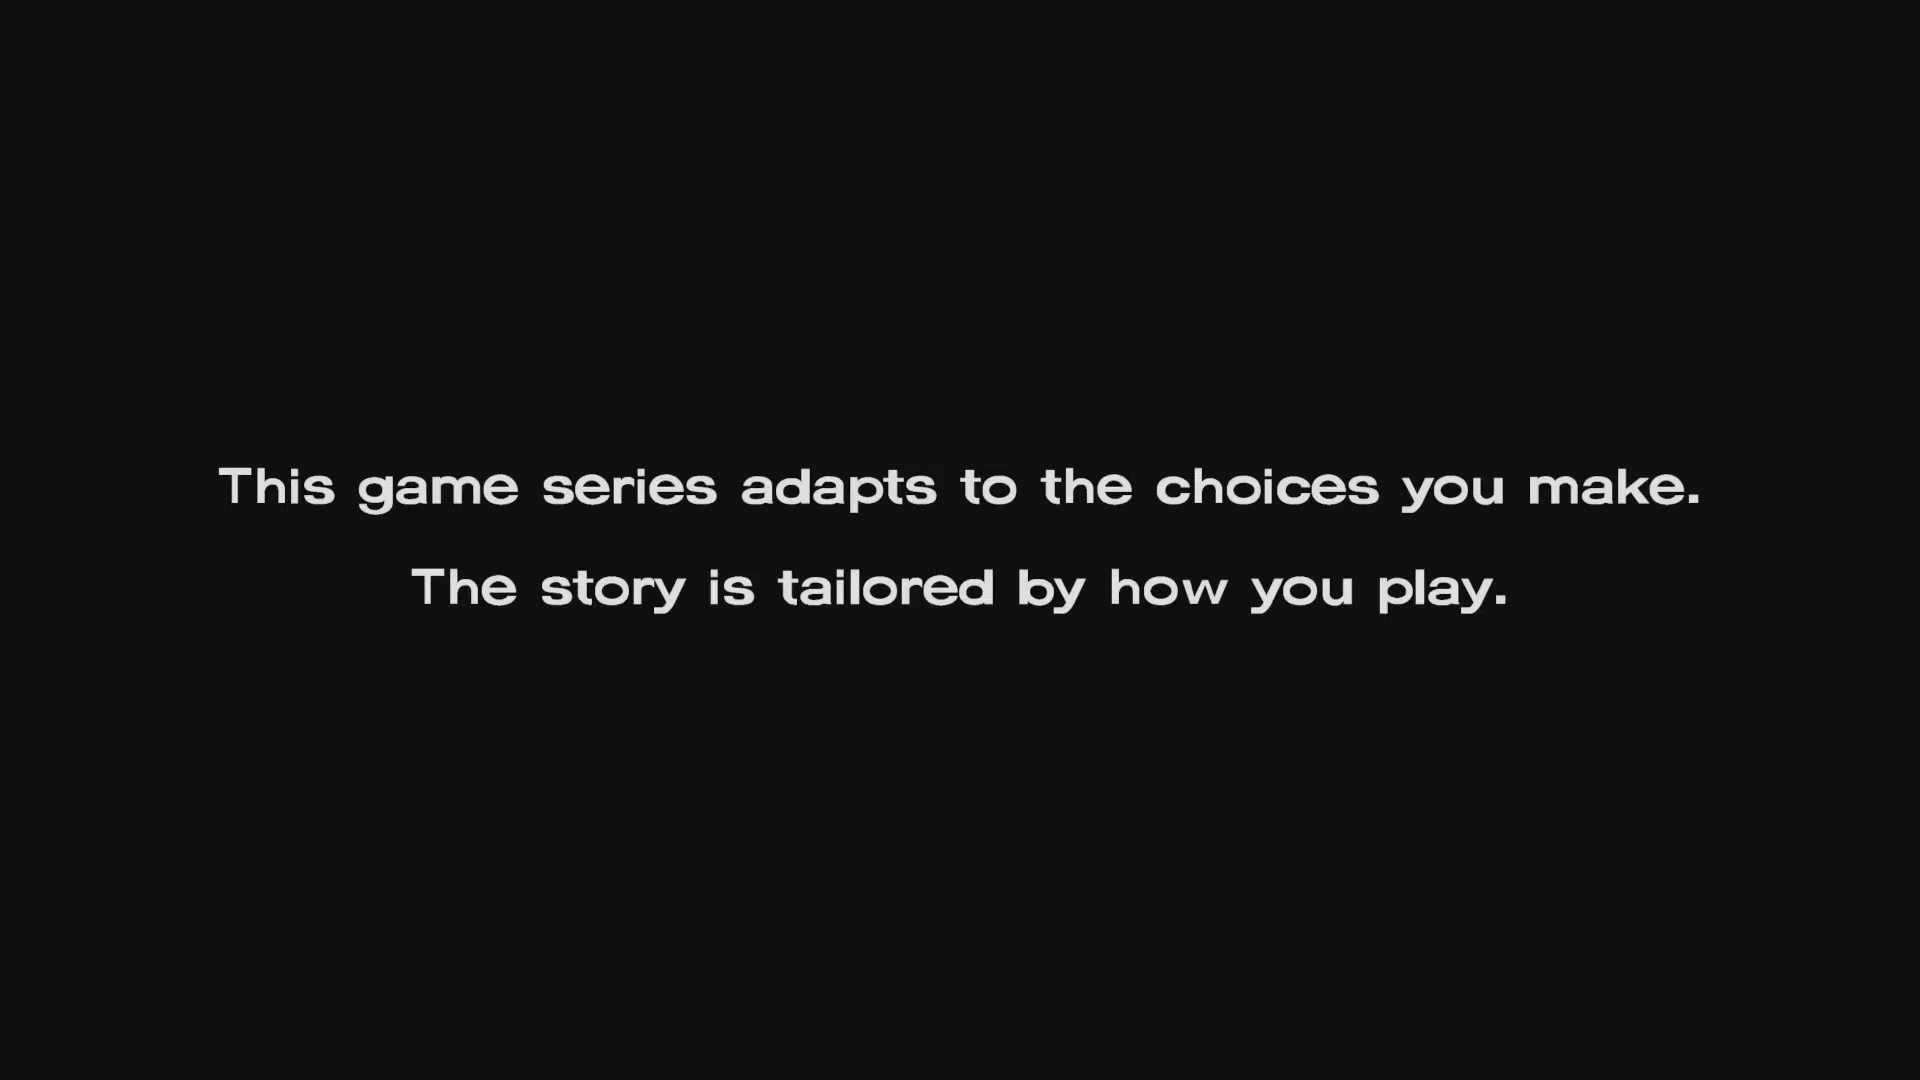 This game series adapts to the choices you make.
The story is tailored by how you play.